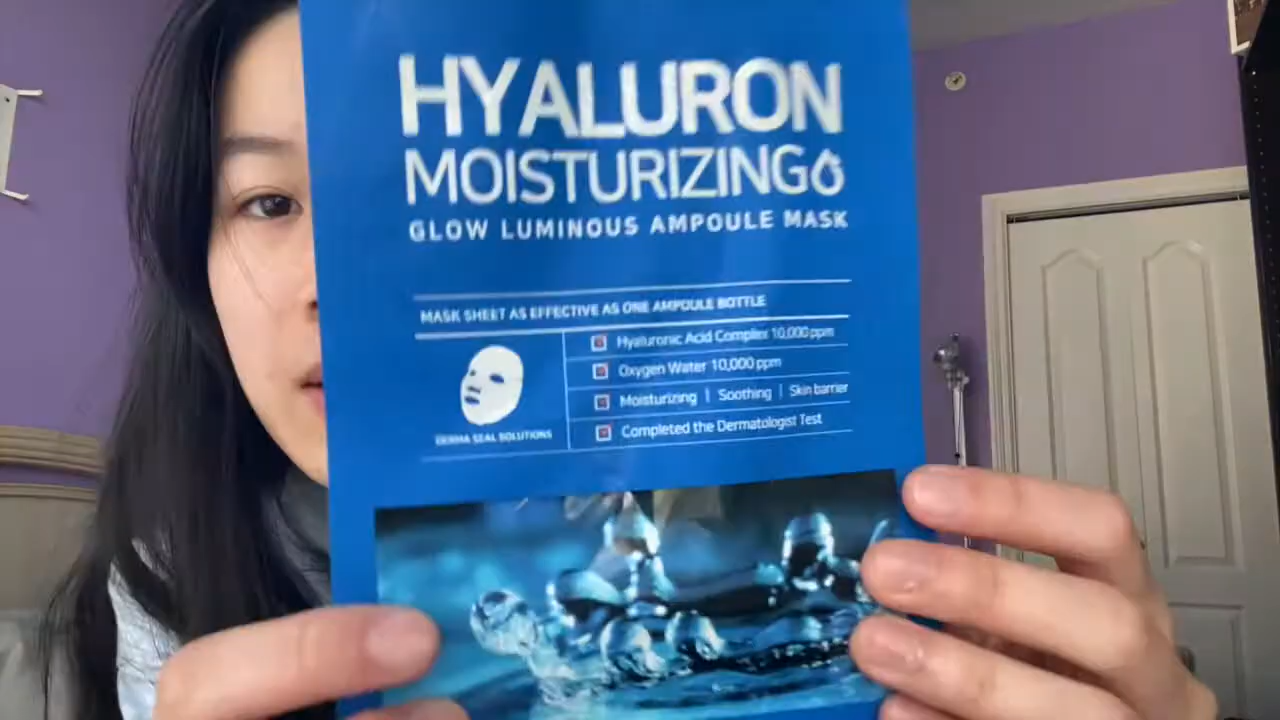 HYALURON
MOISTURIZING
GLOW LUMINOUS AMPOULE MASK
MASK SHEET AS EFFECTIVE AS ONE AMPOULE BOTTLE
Hyaluronic Acid Complex 10,000 ppm
Oxygen Water 10,000 ppm
Moisturizing | Soothing | Skin barrier
Completed the Dermatologist Test
DERMA SEAL SOLUTIONS